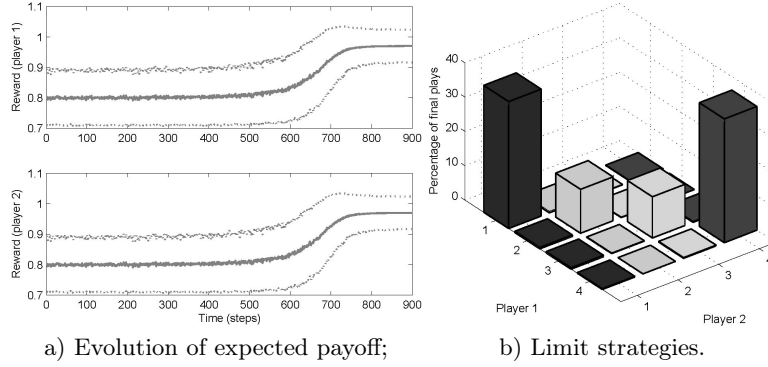 1.1
1
0.9
0.8
0.7
Reward (player 1)
0 100 200 300 400 500 600 700 800 900
1.1
1
0.9
0.8
0.7
Reward (player 2)
0 100 200 300 400 500 600 700 800 900
Time (steps)
a) Evolution of expected payoff;
40
30
20
10
0
Percentage of final plays
1
2
3
4
Player 1
1
2
3
4
Player 2
b) Limit strategies.